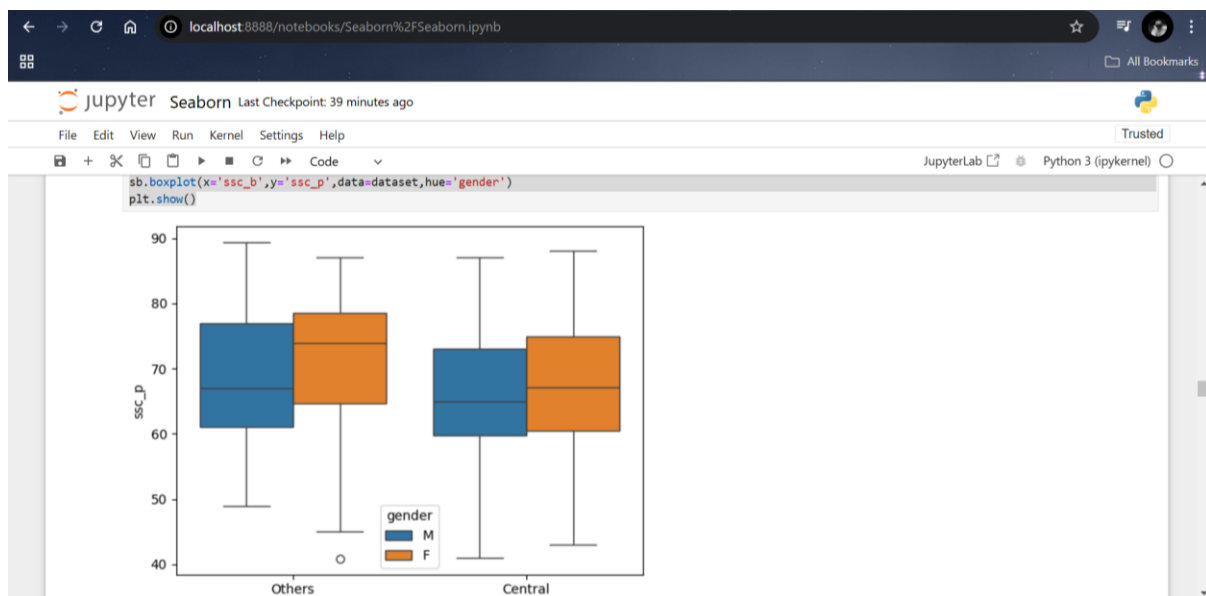 localhost:8888/notebooks/Seaborn%2FSeaborn.ipynb
All Bookmarks
jupyter Seaborn Last Checkpoint: 39 minutes ago
File Edit View Run Kernel Settings Help Trusted
Code JupyterLab Python 3 (ipykernel)
sb.boxplot(x='ssc_b',y='ssc_p',data=dataset,hue='gender')
plt.show()
90
80
70
ssc_p
60
50
gender
M
F
40
Others Central